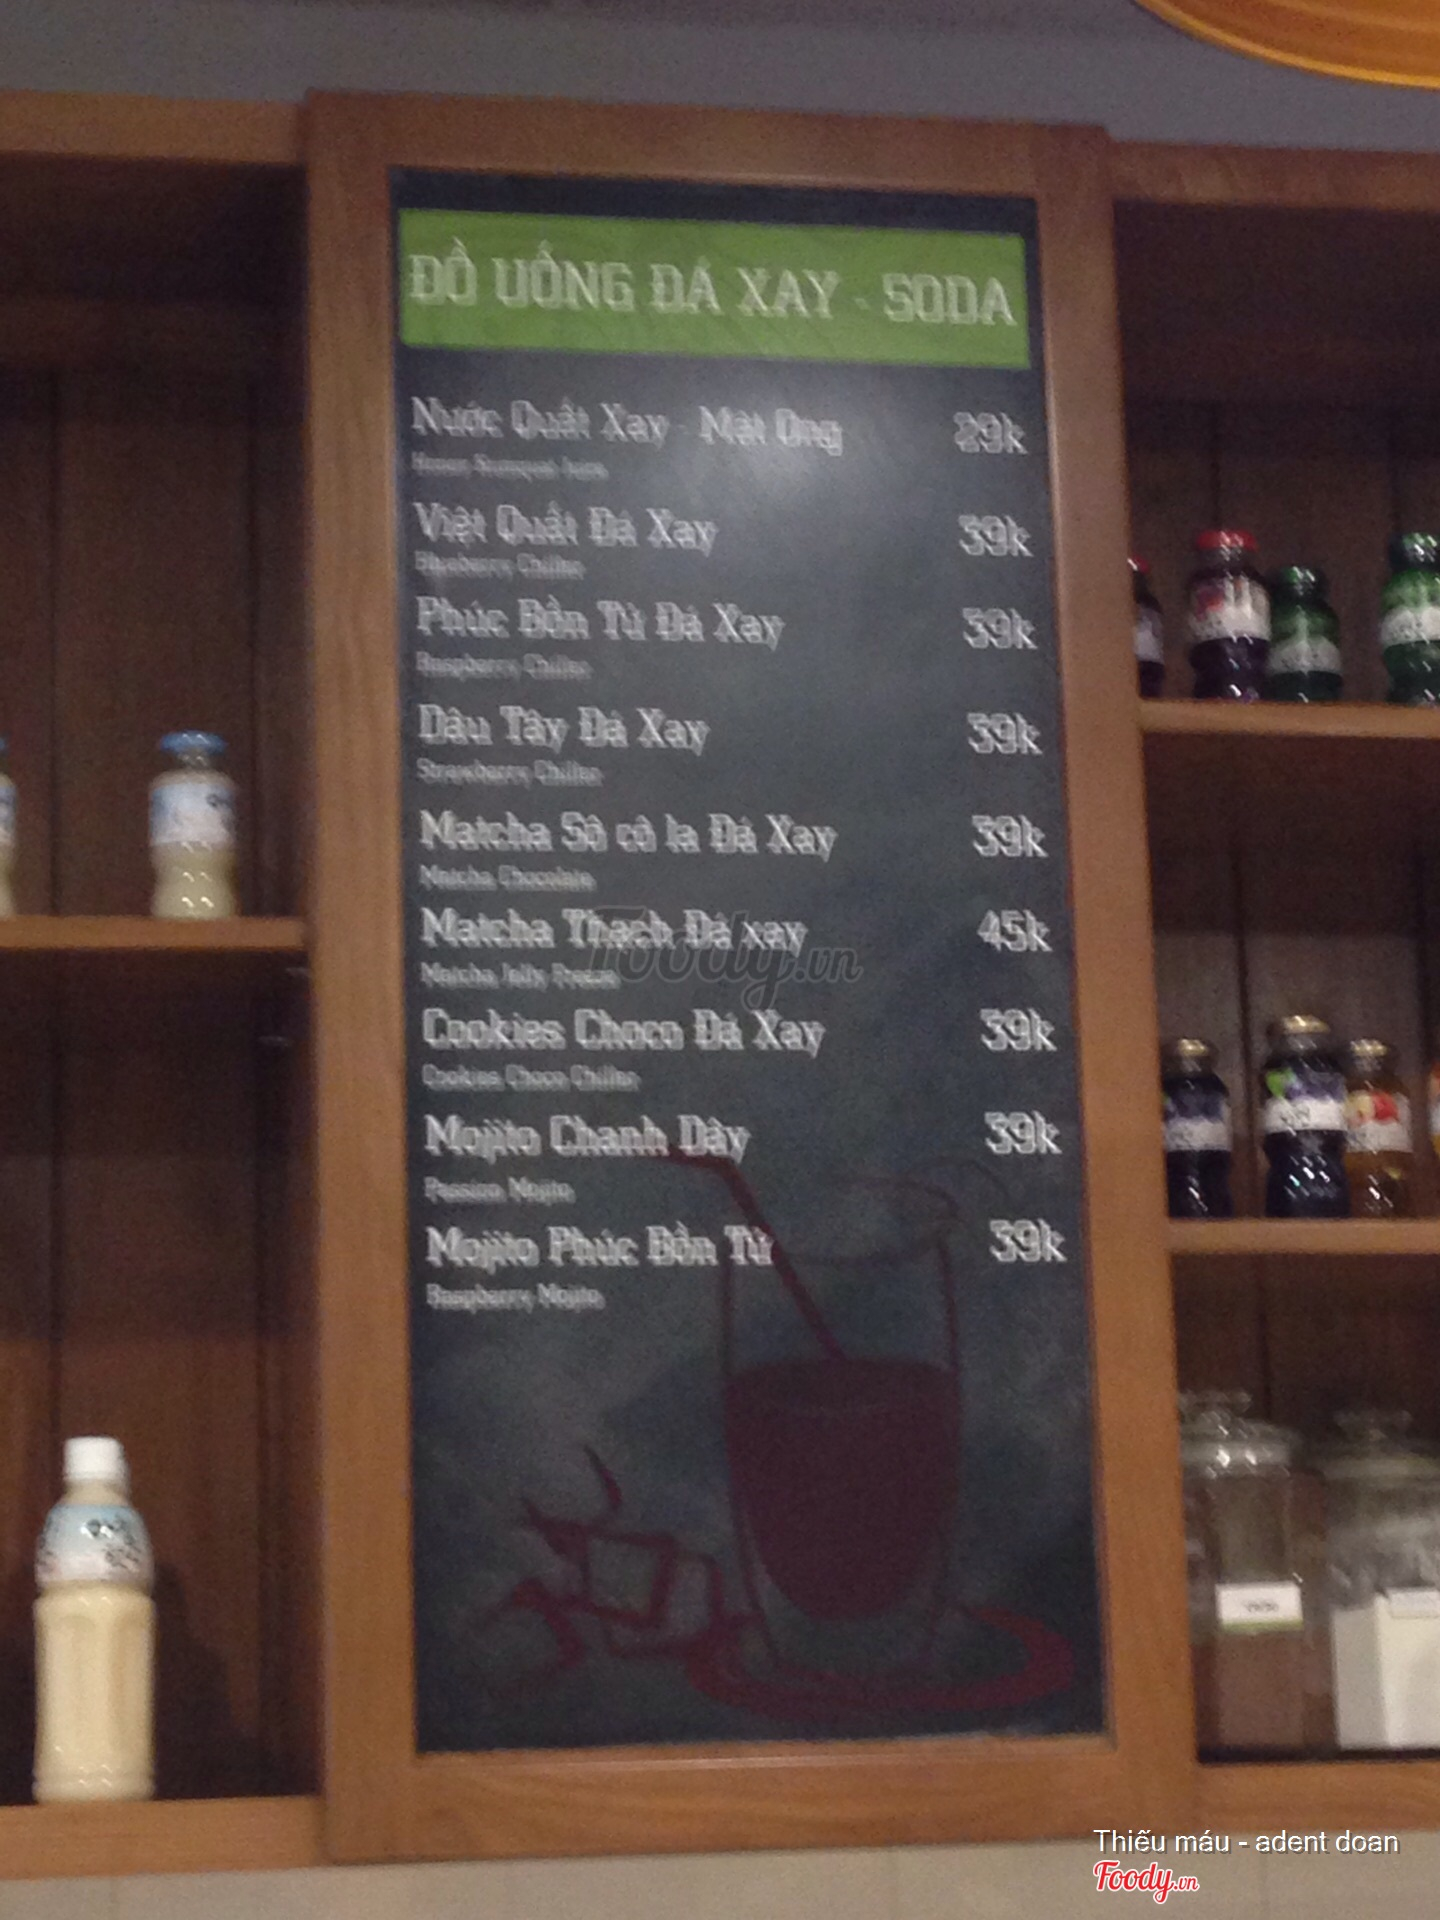 ĐỒ UỐNG ĐÁ XAY - SODA
Nước Quất Xay - Mật Ong 29k
Việt Quất Đá Xay 39k
Blueberry Chiller
Phúc Bồn Tử Đá Xay 39k
Raspberry Chiller
Dâu Tây Đá Xay 39k
Strawberry Chiller
Matcha Sô cô la Đá Xay 39k
Matcha Chocolate
Matcha Thạch Đá xay 45k
Matcha Jelly Freeze
Cookies Choco Đá Xay 39k
Cookies Choco Chiller
Mojito Chanh Dây 39k
Passion Mojito
Mojito Phúc Bồn Tử 39k
Raspberry Mojito
Foody.vn
Thiếu máu - adent doan
Foody.vn